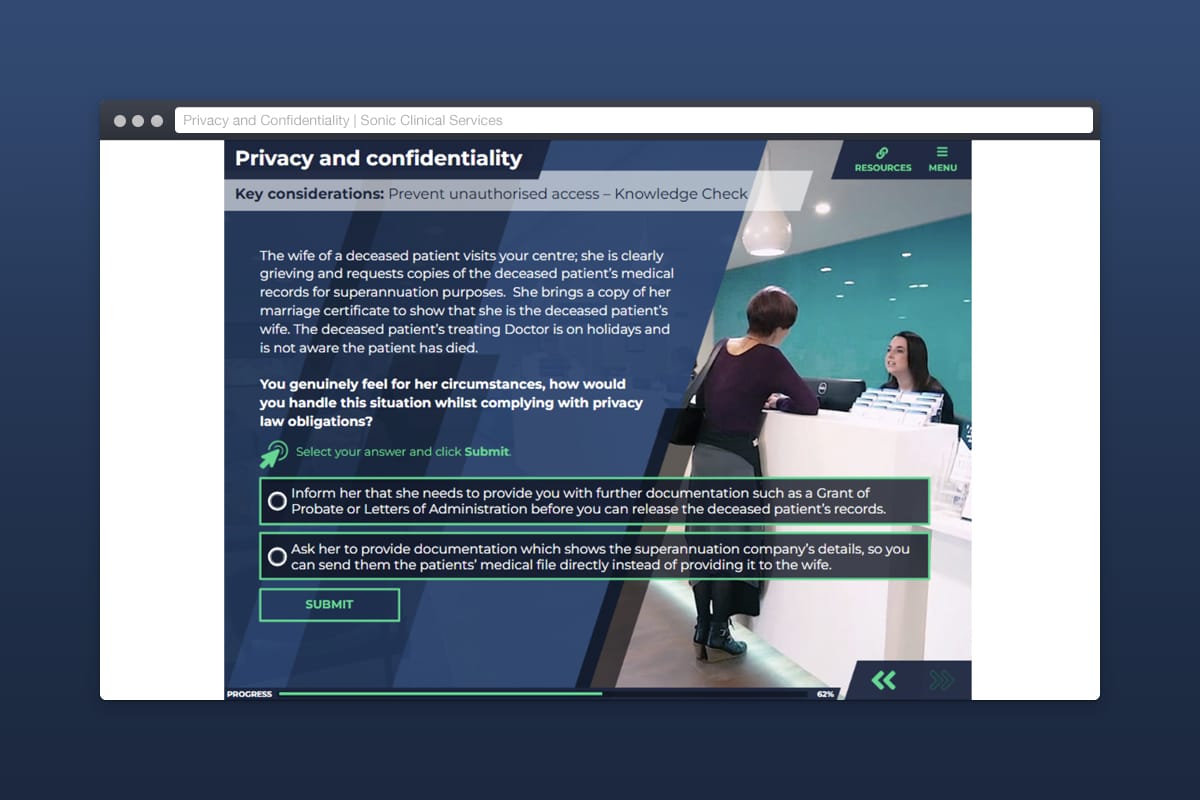 Privacy and Confidentiality | Sonic Clinical Services
Privacy and confidentiality
RESOURCES
MENU
Key considerations: Prevent unauthorised access – Knowledge Check
The wife of a deceased patient visits your centre; she is clearly
grieving and requests copies of the deceased patient’s medical
records for superannuation purposes.  She brings a copy of her
marriage certificate to show that she is the deceased patient’s
wife. The deceased patient’s treating Doctor is on holidays and
is not aware the patient has died.
You genuinely feel for her circumstances, how would
you handle this situation whilst complying with privacy
law obligations?
Select your answer and click Submit.
Inform her that she needs to provide you with further documentation such as a Grant of
Probate or Letters of Administration before you can release the deceased patient’s records.
Ask her to provide documentation which shows the superannuation company’s details, so you
can send them the patients’ medical file directly instead of providing it to the wife.
SUBMIT
PROGRESS
62%